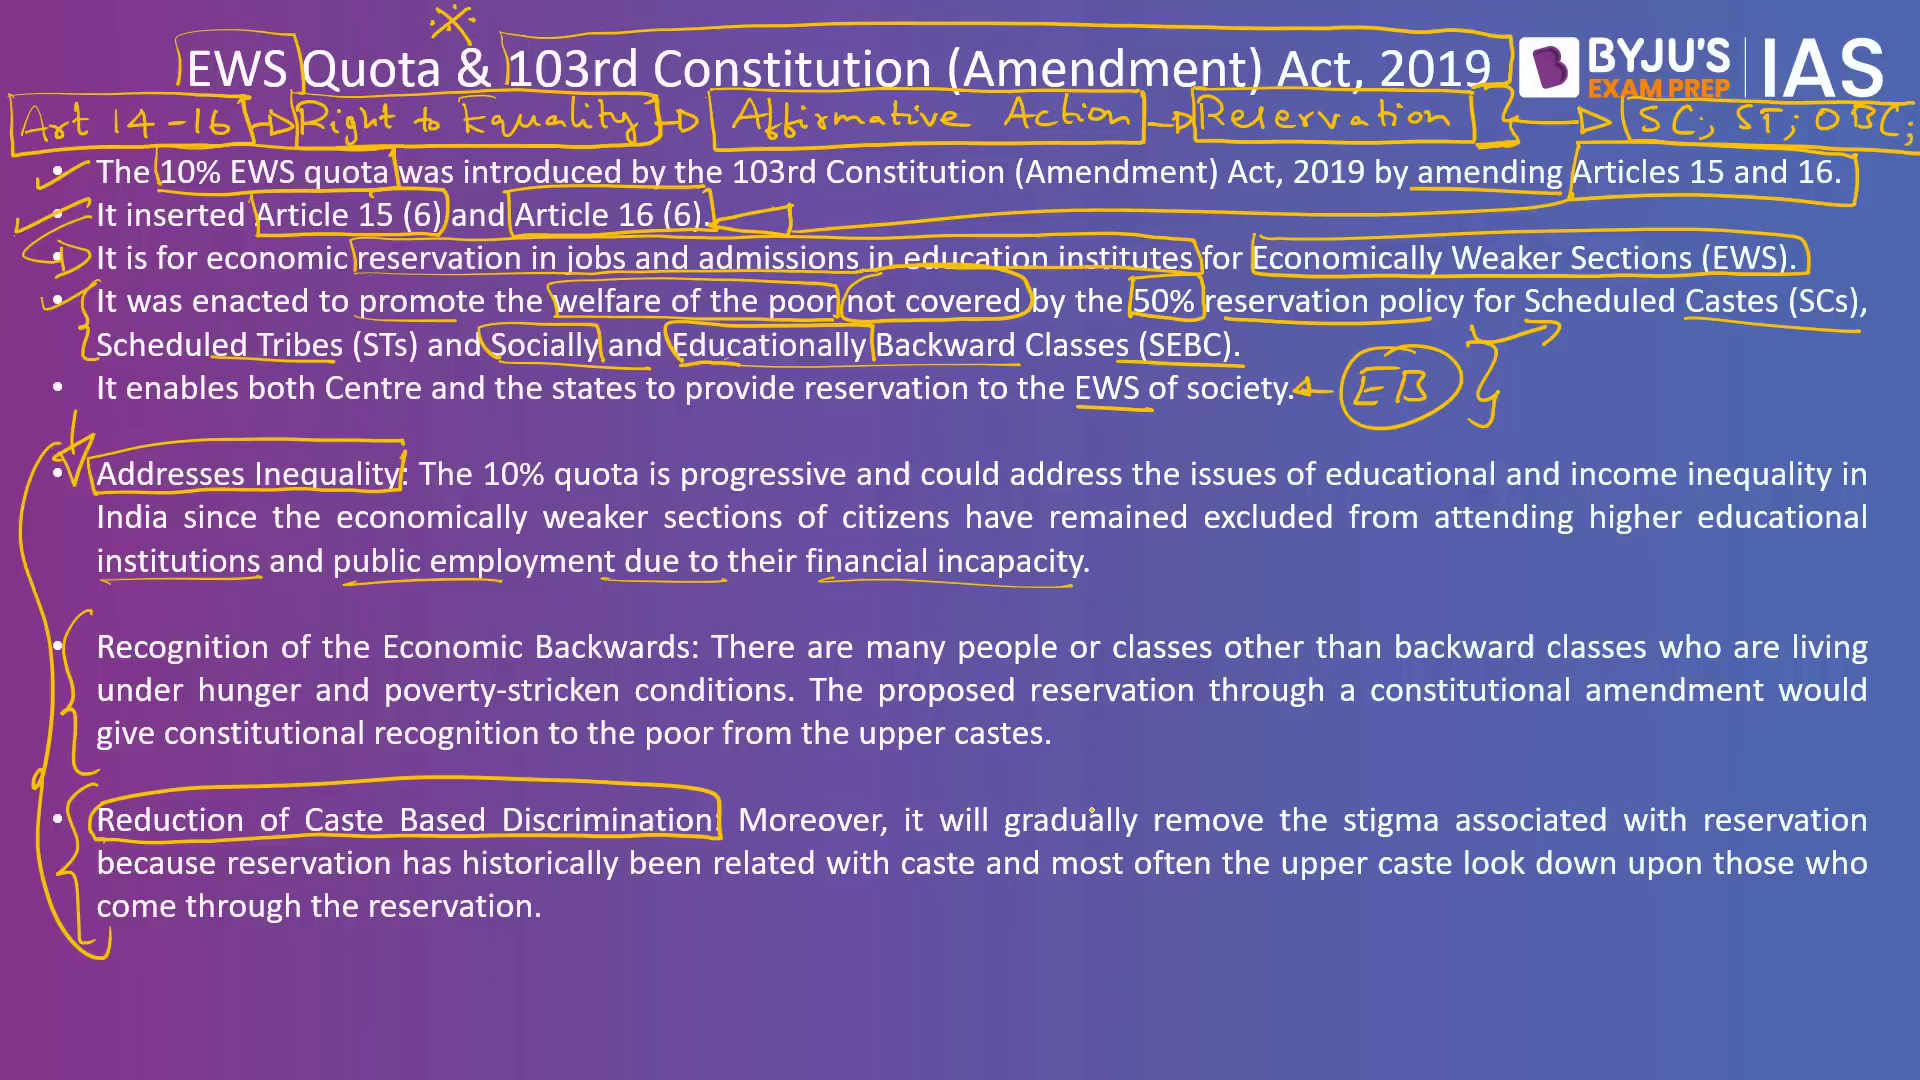 EWS Quota & 103rd Constitution (Amendment) Act, 2019
BYJU'S
EXAM PREP
IAS
Art 14-16 Right to Equality Affirmative Action Reservation SC; ST; OBC;
• The 10% EWS quota was introduced by the 103rd Constitution (Amendment) Act, 2019 by amending Articles 15 and 16.
• It inserted Article 15 (6) and Article 16 (6).
• It is for economic reservation in jobs and admissions in education institutes for Economically Weaker Sections (EWS).
• It was enacted to promote the welfare of the poor not covered by the 50% reservation policy for Scheduled Castes (SCs),
Scheduled Tribes (STs) and Socially and Educationally Backward Classes (SEBC).
• It enables both Centre and the states to provide reservation to the EWS of society.
EB
• Addresses Inequality: The 10% quota is progressive and could address the issues of educational and income inequality in
India since the economically weaker sections of citizens have remained excluded from attending higher educational
institutions and public employment due to their financial incapacity.
• Recognition of the Economic Backwards: There are many people or classes other than backward classes who are living
under hunger and poverty-stricken conditions. The proposed reservation through a constitutional amendment would
give constitutional recognition to the poor from the upper castes.
• Reduction of Caste Based Discrimination: Moreover, it will gradually remove the stigma associated with reservation
because reservation has historically been related with caste and most often the upper caste look down upon those who
come through the reservation.